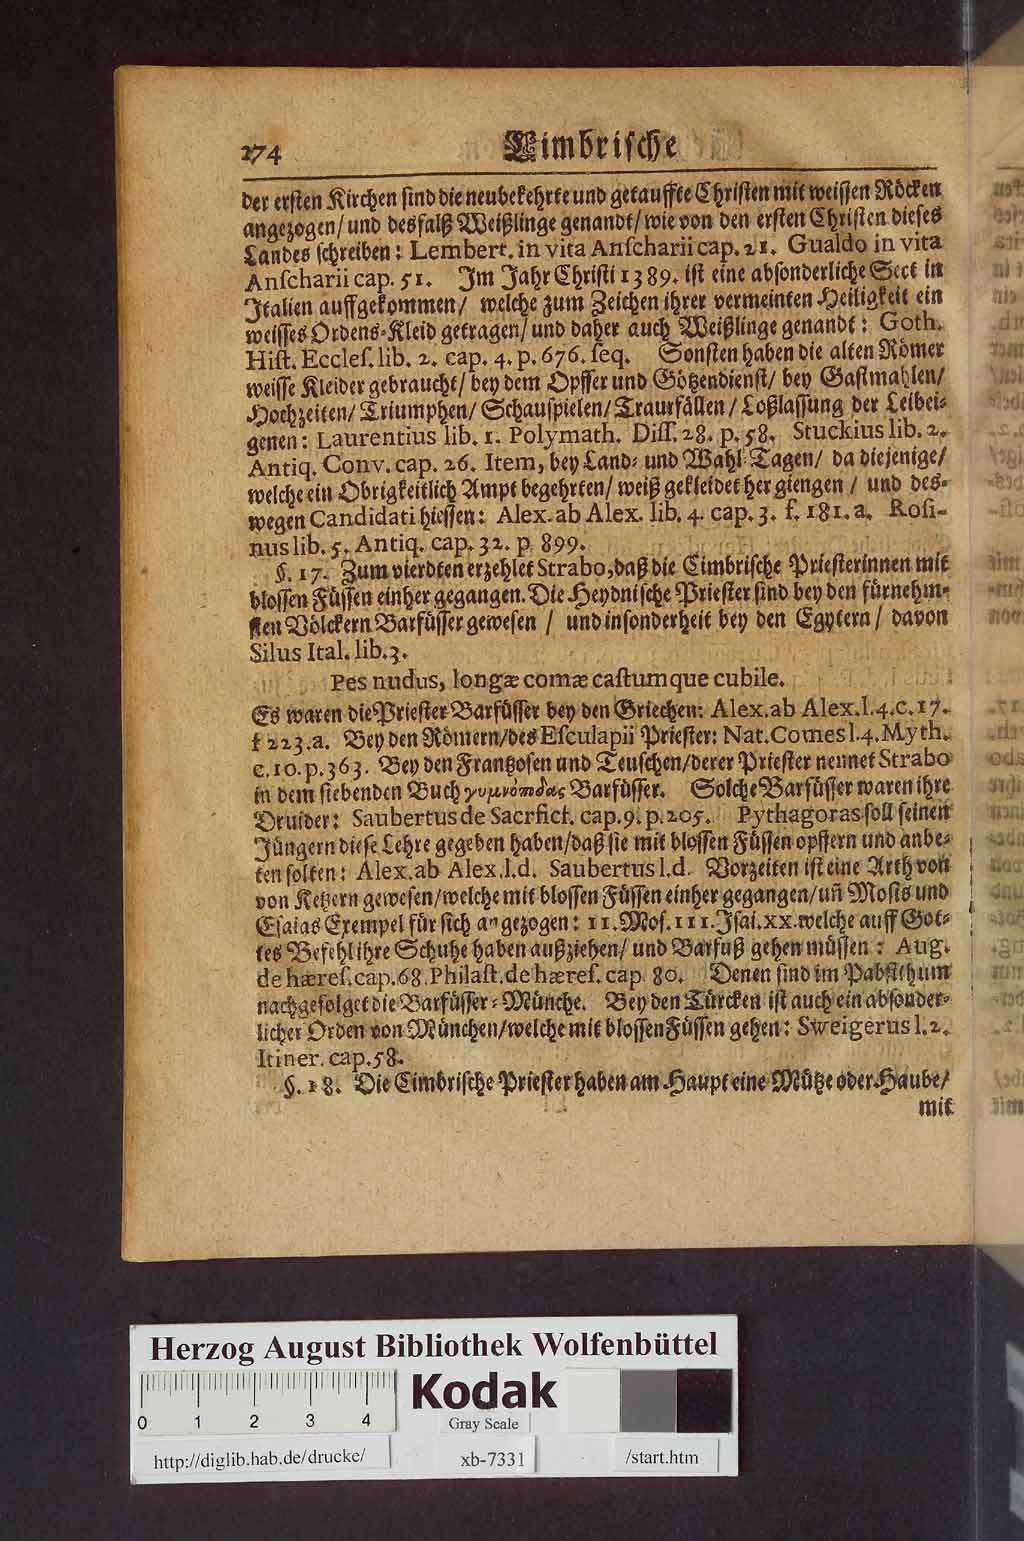 274 Cimbrische
der ersten Kirchen sind die neubekehrte und getauffte Christen mit weissen Röcken
angezogen/ und desfalß Weißlinge genandt/ wie von den ersten Christen dieses
Landes schreiben: Lembert. in vita Anſcharii cap. 21. Gualdo in vita
Anſcharii cap. 51. Im Jahr Christi 1389. ist eine absonderliche Sect in
Italien auffgekommen/ welche zum Zeichen ihrer vermeinten Heiligkeit ein
weisses Ordens-Kleid getragen/ und daher auch Weißlinge genandt: Goth.
Hiſt. Eccleſ. lib. 2. cap. 4. p. 676. ſeq. Sonsten haben die alten Römer
weisse Kleider gebraucht/ bey dem Opffer und Götzendienst/ bey Gastmahlen/
Hochzeiten/ Triumphen/ Schauspielen/ Traurfällen/ Loßlassung der Leibei-
genen: Laurentius lib. 1. Polymath. Diſſ. 28. p. 58. Stuckius lib. 2.
Antiq. Conv. cap. 26. Item, bey Land- und Wahl-Tagen/ da diejenige/
welche ein Obrigkeitlich Ampt begehrten/ weiß gekleidet her giengen/ und des-
wegen Candidati hiessen: Alex. ab Alex. lib. 4. cap. 3. f. 181. a. Roſi-
nus lib. 5. Antiq. cap. 32. p 899.
§. 17. Zum vierdten erzehlet Strabo, daß die Cimbrische Priesterinnen mit
blossen Füssen einher gegangen. Die Heydnische Priester sind bey den fürnehm-
sten Völckern Barfüsser gewesen/ und insonderheit bey den Egytern/ davon
Silus Ital. lib. 3.
Pes nudus, longæ comæ caſtumque cubile.
Es waren die Priester Barfüsser bey den Griechen: Alex. ab Alex. l. 4. c. 17.
f 223. a. Bey den Römern/ des Eſculapii Priester: Nat. Comes l. 4. Myth.
c. 10. p. 363. Bey den Frantzosen und Teuschen/ derer Priester nennet Strabo
in dem siebenden Buch γυμνόποδας Barfüsser. Solche Barfüsser waren ihre
Druider: Saubertus de Sacrfict. cap. 9. p. 205. Pythagoras soll seinen
Jüngern diese Lehre gegeben haben/ daß sie mit blossen Füssen opffern und anbe-
ten solten: Alex. ab Alex. l. d. Saubertus l. d. Vorzeiten ist eine Arth von
von Ketzern gewesen/ welche mit blossen Füssen einher gegangen/ uñ Mosis und
Esaias Exempel für sich angezogen: 11. Mos. 111. Jsai. XX. welche auff Got-
tes Befehl ihre Schuhe haben außziehen/ und Barfuß gehen müssen: Aug.
de hæreſ. cap. 68. Philaſt. de hæreſ. cap 80. Denen sind im Pabsthum
nachgefolget die Barfüsser-Münche. Bey den Türcken ist auch ein absonder-
licher Orden von München/ welche mit blossen Füssen gehen: Sweigerus l. 2.
Itiner. cap. 58.
§. 18. Die Cimbrische Priester haben am Haupt eine Mütze oder Haube/
mit
Herzog August Bibliothek Wolfenbüttel
0 1 2 3 4
Kodak
Gray Scale
http://diglib.hab.de/drucke/ xb-7331 /start.htm